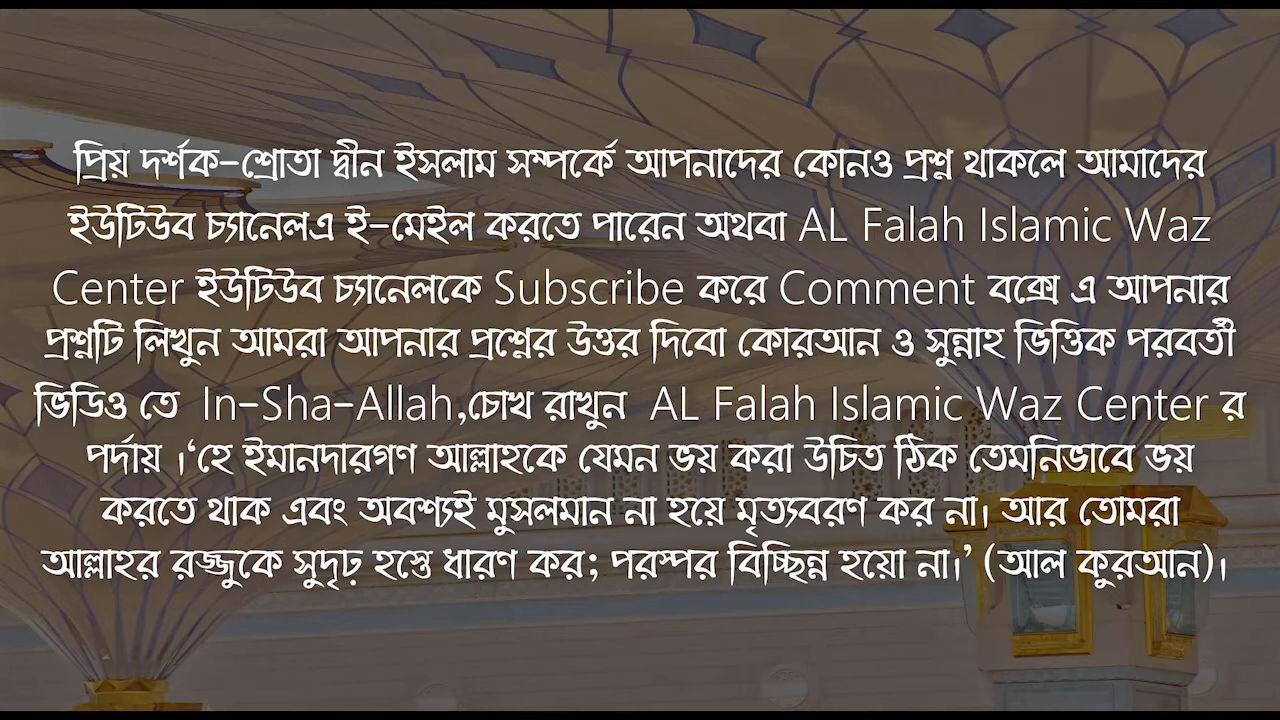 প্রিয় দর্শক-শ্রোতা দ্বীন ইসলাম সম্পর্কে আপনাদের কোনও প্রশ্ন থাকলে আমাদের
ইউটিউব চ্যানেলএ ই-মেইল করতে পারেন অথবা AL Falah Islamic Waz
Center ইউটিউব চ্যানেলকে Subscribe করে Comment বক্সে এ আপনার
প্রশ্নটি লিখুন আমরা আপনার প্রশ্নের উত্তর দিবো কোরআন ও সুন্নাহ ভিত্তিক পরবর্তী
ভিডিও তে In-Sha-Allah,চোখ রাখুন AL Falah Islamic Waz Center র
পর্দায় ।‘হে ইমানদারগণ আল্লাহকে যেমন ভয় করা উচিত ঠিক তেমনিভাবে ভয়
করতে থাক এবং অবশ্যই মুসলমান না হয়ে মৃত্যবরণ কর না। আর তোমরা
আল্লাহর রজ্জুকে সুদৃঢ় হস্তে ধারণ কর; পরস্পর বিচ্ছিন্ন হয়ো না।’ (আল কুরআন)।